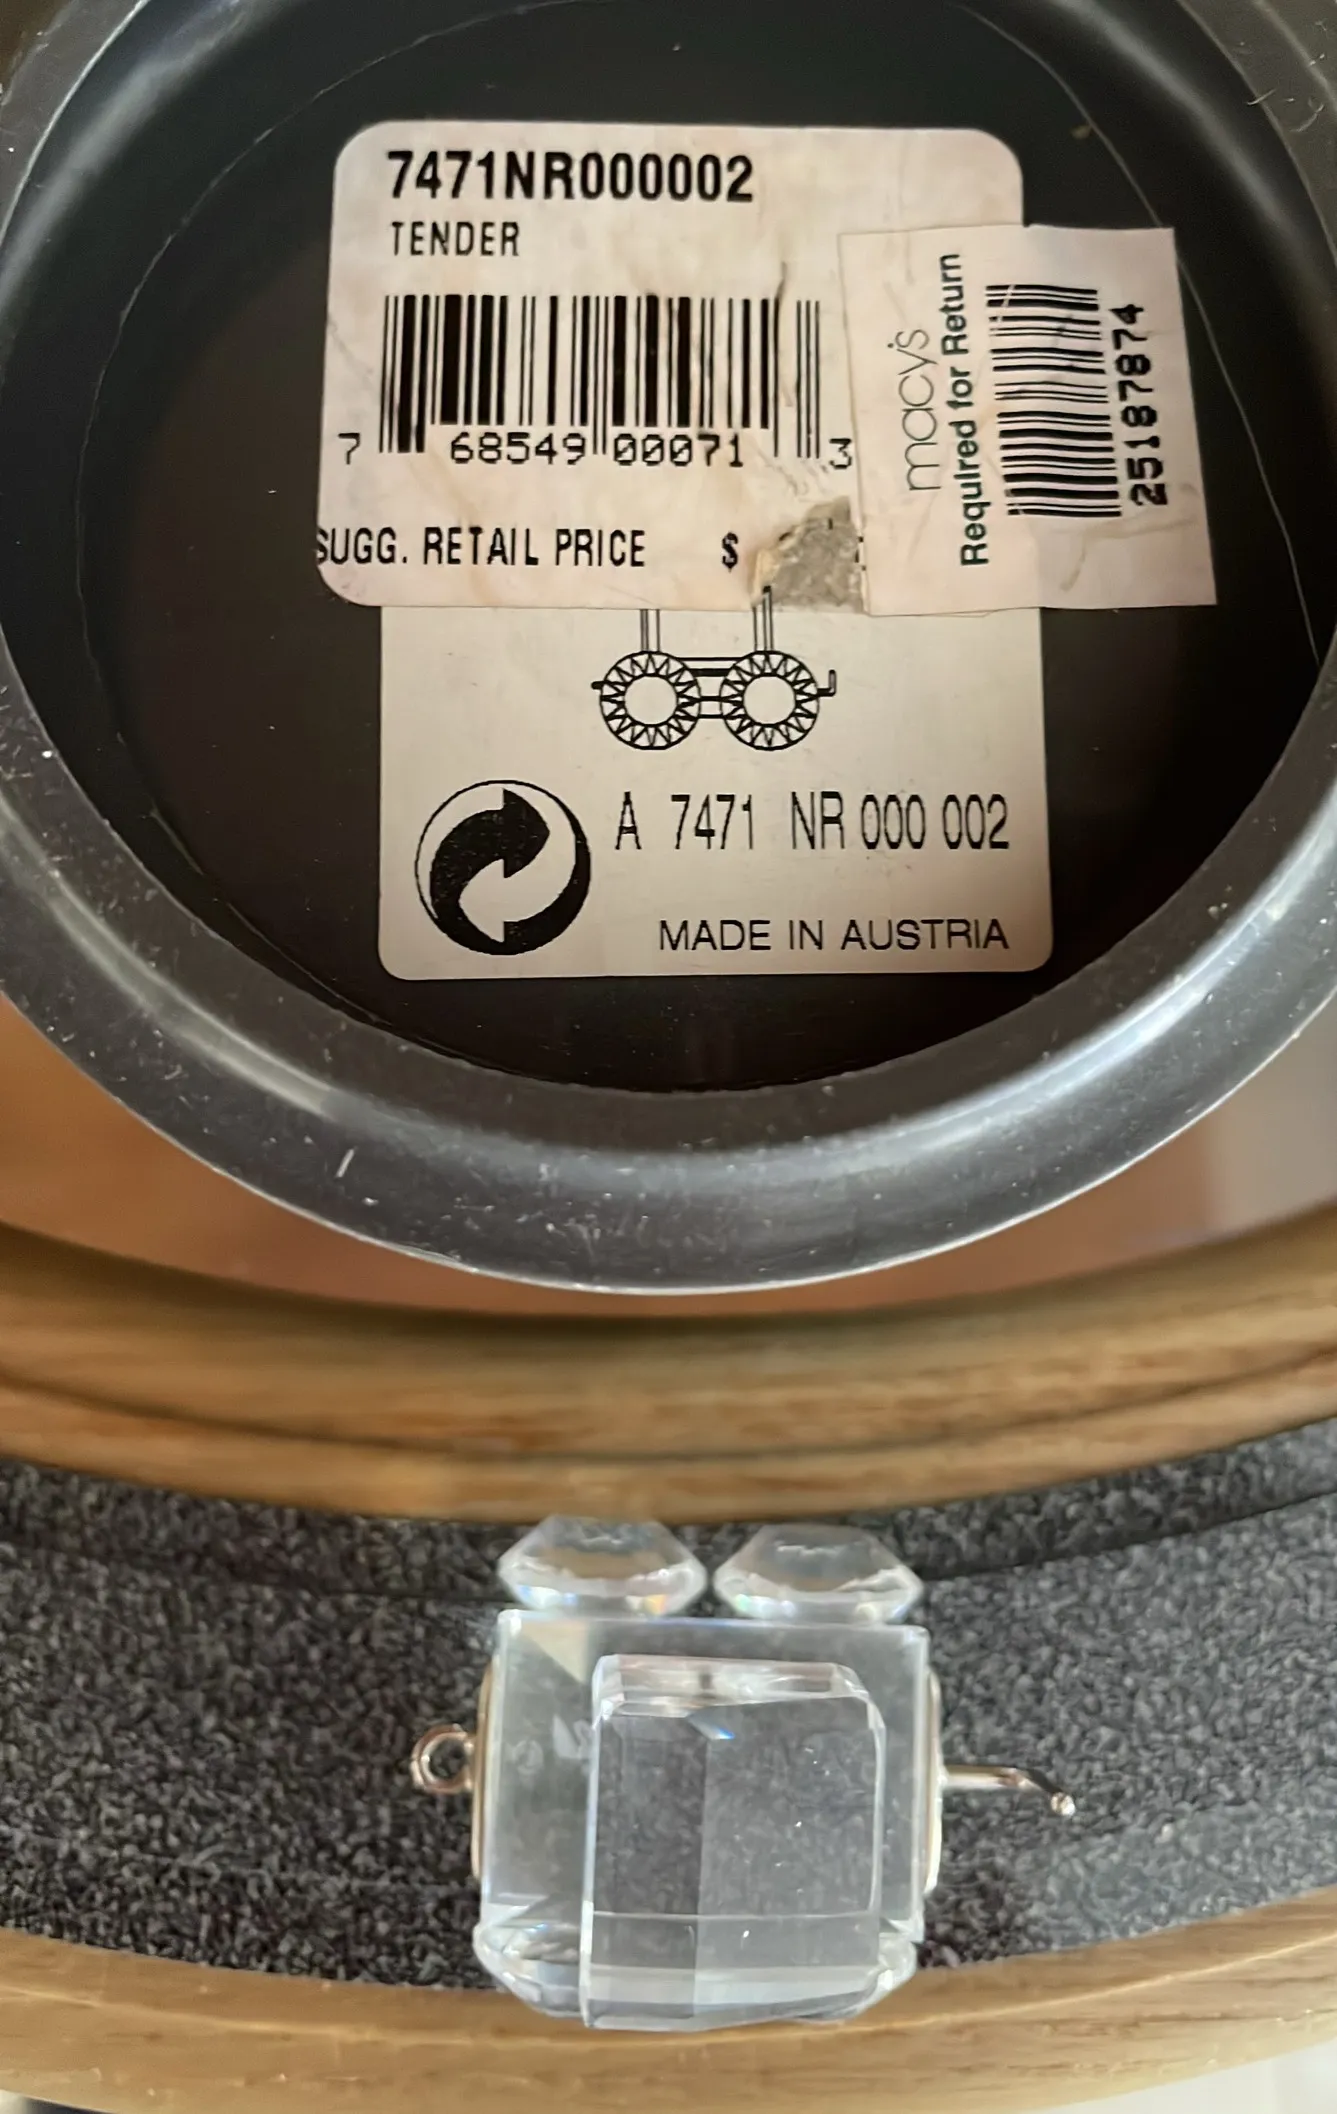 7471NR000002
TENDER
7 68549 00071 3
SUGG. RETAIL PRICE $
macy's
Required for Return
25187874
A 7471 NR 000 002
MADE IN AUSTRIA